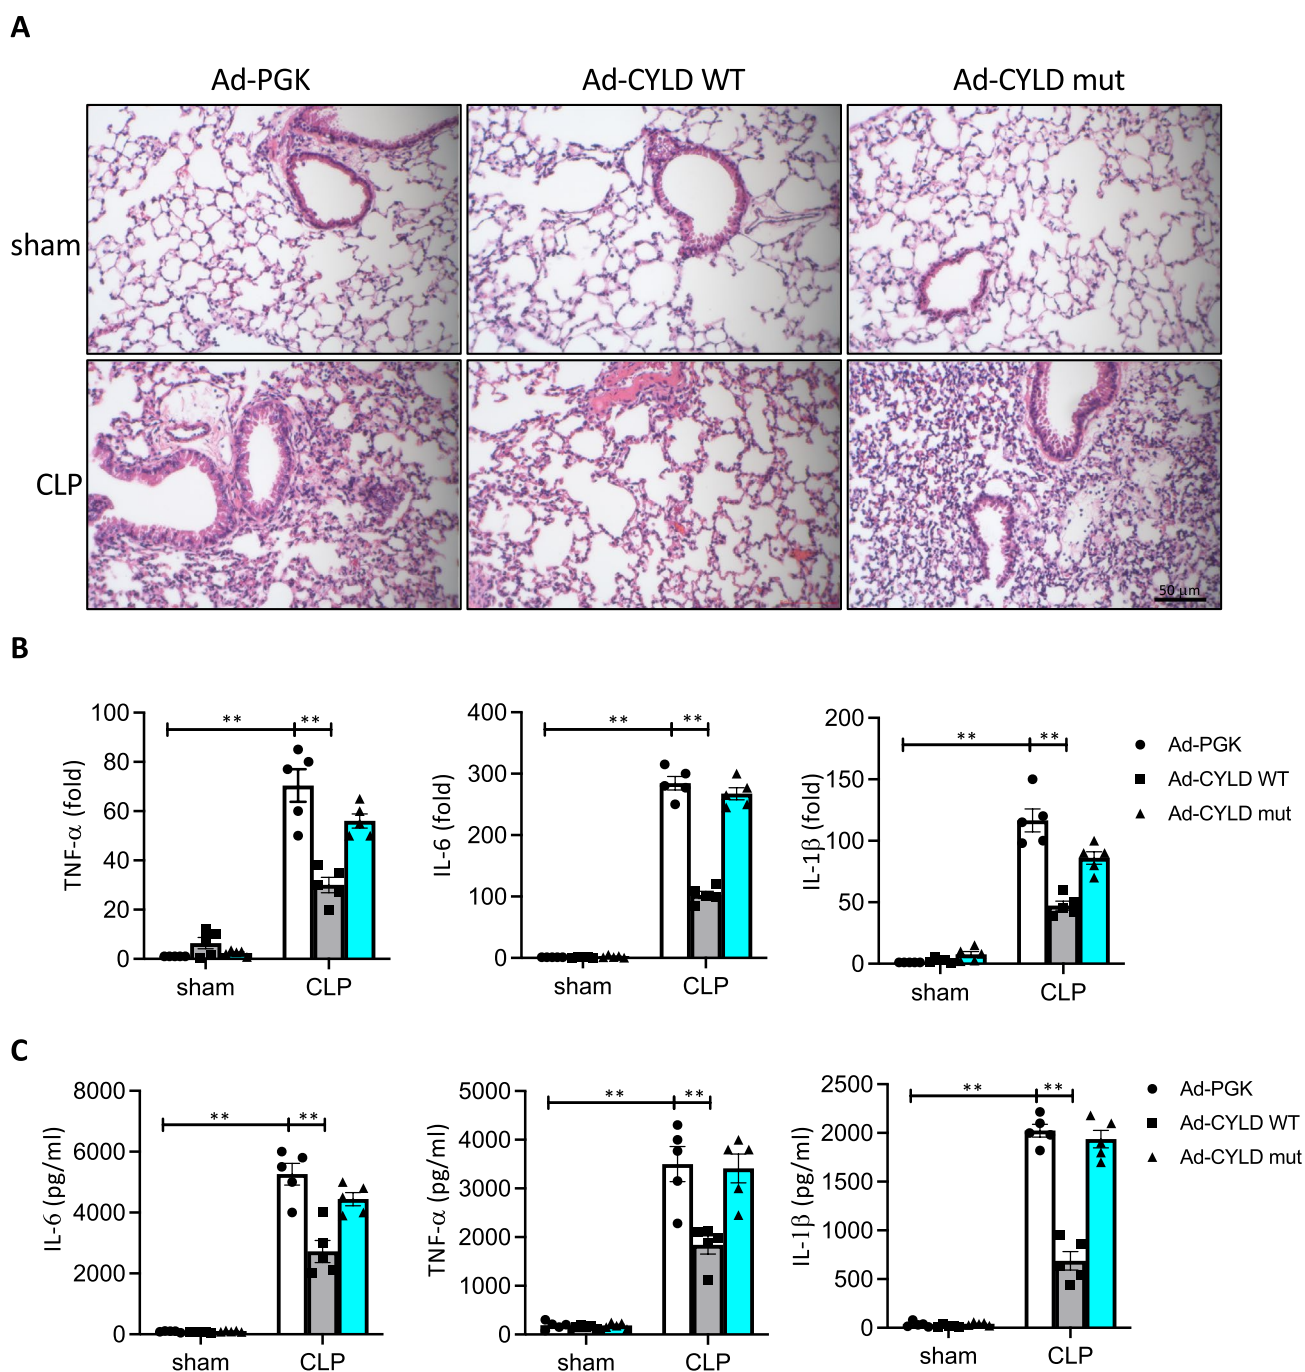 A
Ad-PGK Ad-CYLD WT Ad-CYLD mut
sham
CLP
50 µm
B
TNF-α (fold)
100
80
60
40
20
0
** **
sham CLP
IL-6 (fold)
400
300
200
100
0
** **
sham CLP
IL-1β (fold)
200
150
100
50
0
** **
sham CLP
Ad-PGK
Ad-CYLD WT
Ad-CYLD mut
C
IL-6 (pg/ml)
8000
6000
4000
2000
0
** **
sham CLP
TNF-α (pg/ml)
5000
4000
3000
2000
1000
0
** **
sham CLP
IL-1β (pg/ml)
2500
2000
1500
1000
500
0
** **
sham CLP
Ad-PGK
Ad-CYLD WT
Ad-CYLD mut